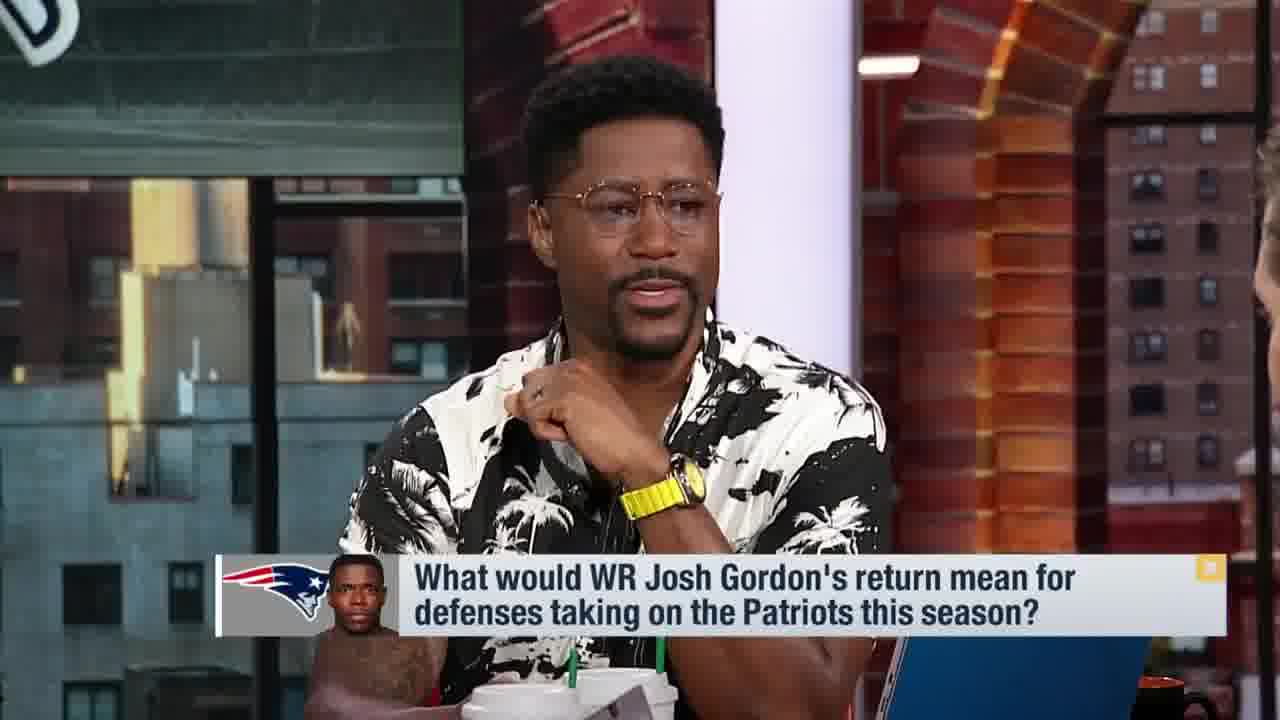 What would WR Josh Gordon's return mean for
defenses taking on the Patriots this season?